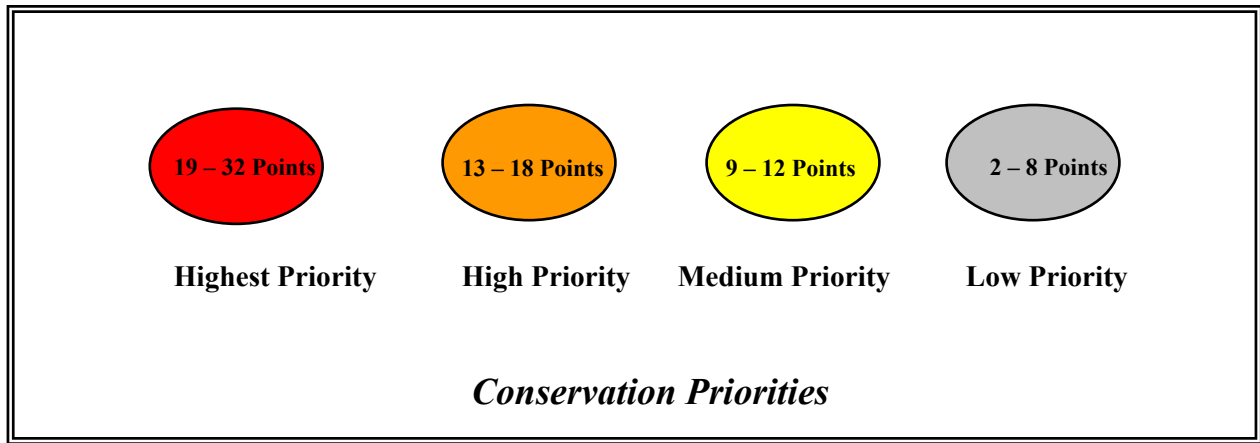 19 – 32 Points 13 – 18 Points 9 – 12 Points 2 – 8 Points
Highest Priority High Priority Medium Priority Low Priority
Conservation Priorities